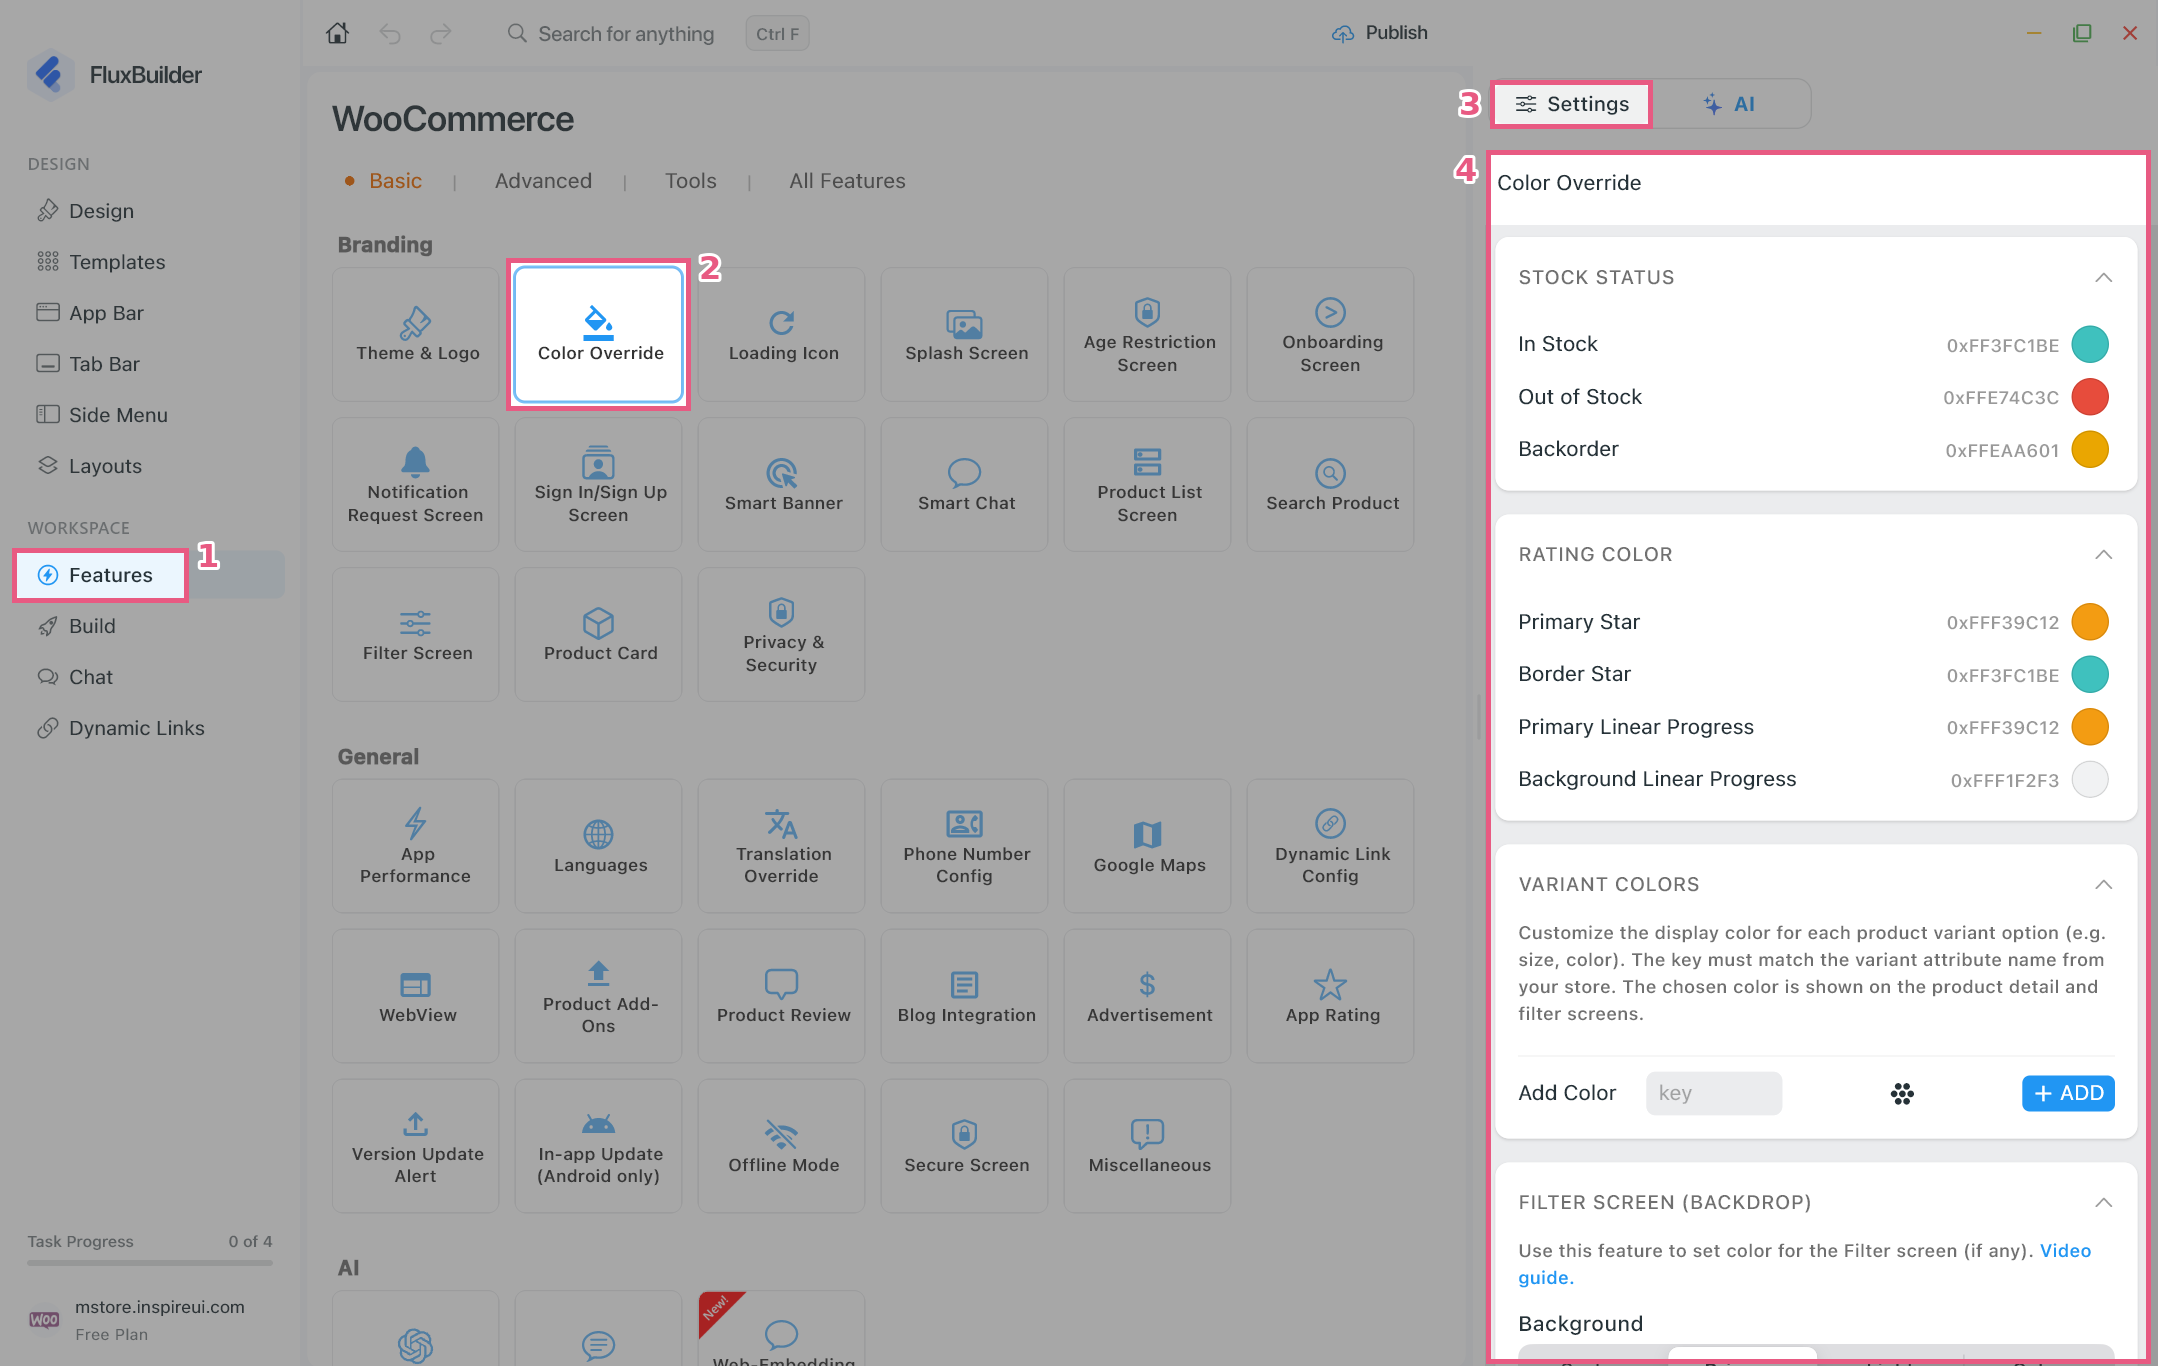 FluxBuilder
Search for anything
Ctrl F
Publish
DESIGN
Design
Templates
App Bar
Tab Bar
Side Menu
Layouts
WORKSPACE
Features
1
Build
Chat
Dynamic Links
Task Progress
0 of 4
WOO
mstore.inspireui.com
Free Plan
WooCommerce
Basic | Advanced | Tools | All Features
Branding
Theme & Logo
Color Override
2
Loading Icon
Splash Screen
Age Restriction
Screen
Onboarding
Screen
Notification
Request Screen
Sign In/Sign Up
Screen
Smart Banner
Smart Chat
Product List
Screen
Search Product
Filter Screen
Product Card
Privacy &
Security
General
App
Performance
Languages
Translation
Override
Phone Number
Config
Google Maps
Dynamic Link
Config
WebView
Product Add-
Ons
Product Review
Blog Integration
Advertisement
App Rating
Version Update
Alert
In-app Update
(Android only)
Offline Mode
Secure Screen
Miscellaneous
AI
New!
Web-Embedding
3
Settings
AI
4
Color Override
STOCK STATUS
In Stock
0xFF3FC1BE
Out of Stock
0xFFE74C3C
Backorder
0xFFEAA601
RATING COLOR
Primary Star
0xFFF39C12
Border Star
0xFF3FC1BE
Primary Linear Progress
0xFFF39C12
Background Linear Progress
0xFFF1F2F3
VARIANT COLORS
Customize the display color for each product variant option (e.g.
size, color). The key must match the variant attribute name from
your store. The chosen color is shown on the product detail and
filter screens.
Add Color
key
+ ADD
FILTER SCREEN (BACKDROP)
Use this feature to set color for the Filter screen (if any). Video
guide.
Background